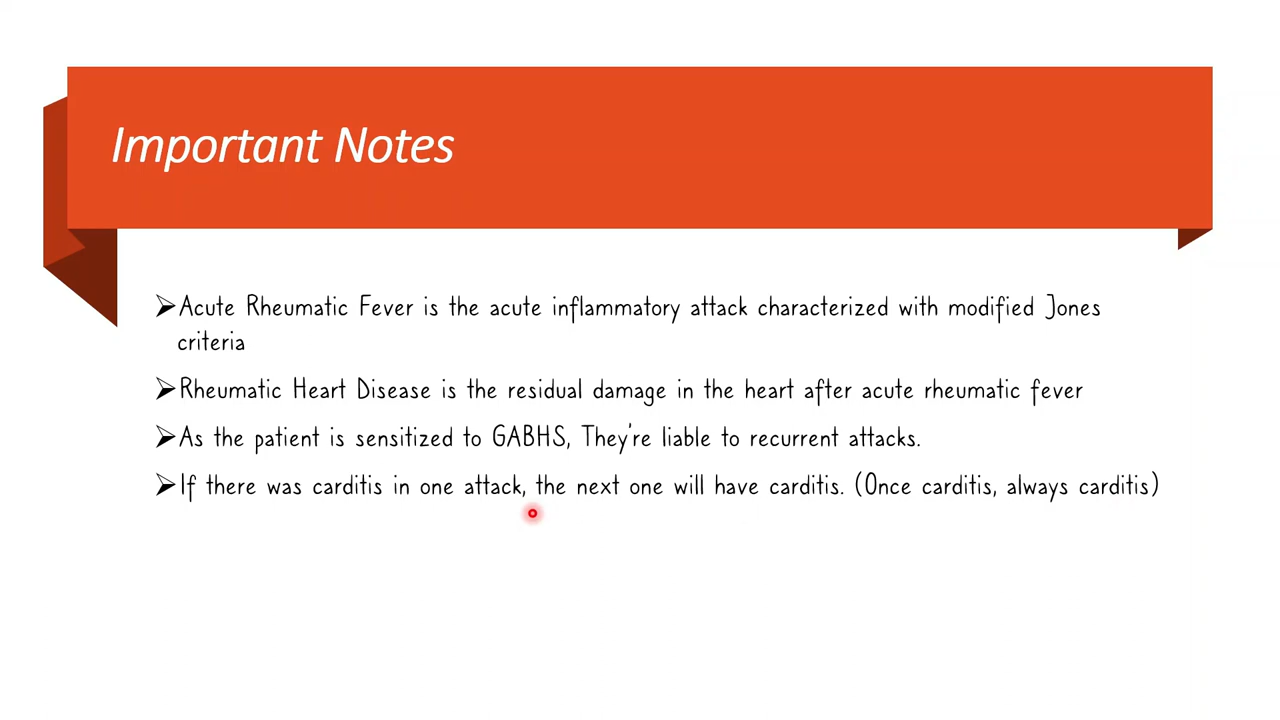 Important Notes
➢Acute Rheumatic Fever is the acute inflammatory attack characterized with modified Jones
criteria
➢Rheumatic Heart Disease is the residual damage in the heart after acute rheumatic fever
➢As the patient is sensitized to GABHS, They're liable to recurrent attacks.
➢If there was carditis in one attack, the next one will have carditis. (Once carditis, always carditis)